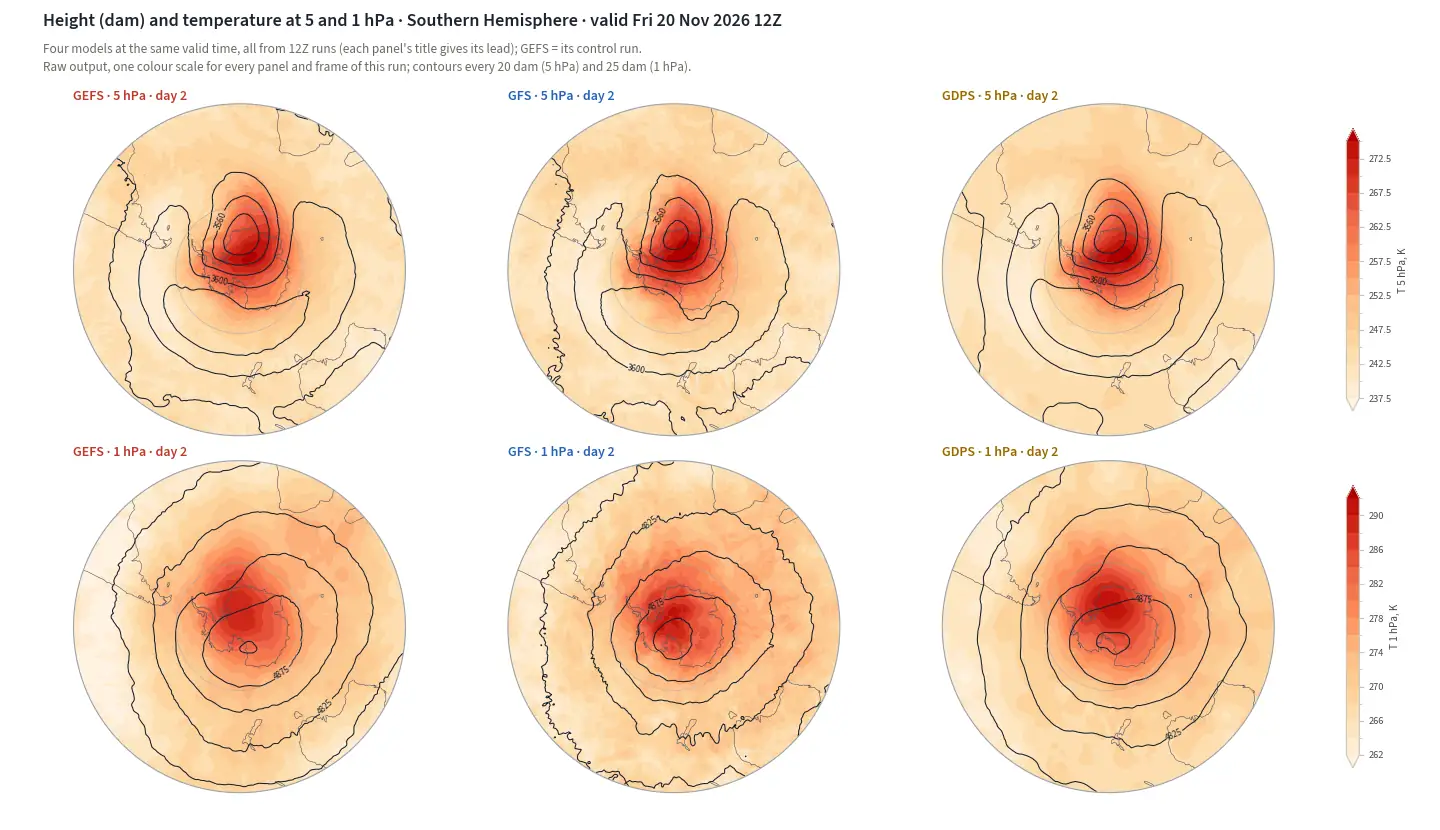 Height (dam) and temperature at 5 and 1 hPa · Southern Hemisphere · valid Fri 20 Nov 2026 12Z
Four models at the same valid time, all from 12Z runs (each panel's title gives its lead); GEFS = its control run.
Raw output, one colour scale for every panel and frame of this run; contours every 20 dam (5 hPa) and 25 dam (1 hPa).
GEFS · 5 hPa · day 2
GFS · 5 hPa · day 2
GDPS · 5 hPa · day 2
3560
3600
3560
3600
3560
3600
272.5
267.5
262.5
257.5
252.5
247.5
242.5
237.5
T 5 hPa, K
GEFS · 1 hPa · day 2
GFS · 1 hPa · day 2
GDPS · 1 hPa · day 2
4875
4825
4825
4875
4875
4825
290
286
282
278
274
270
266
262
T 1 hPa, K